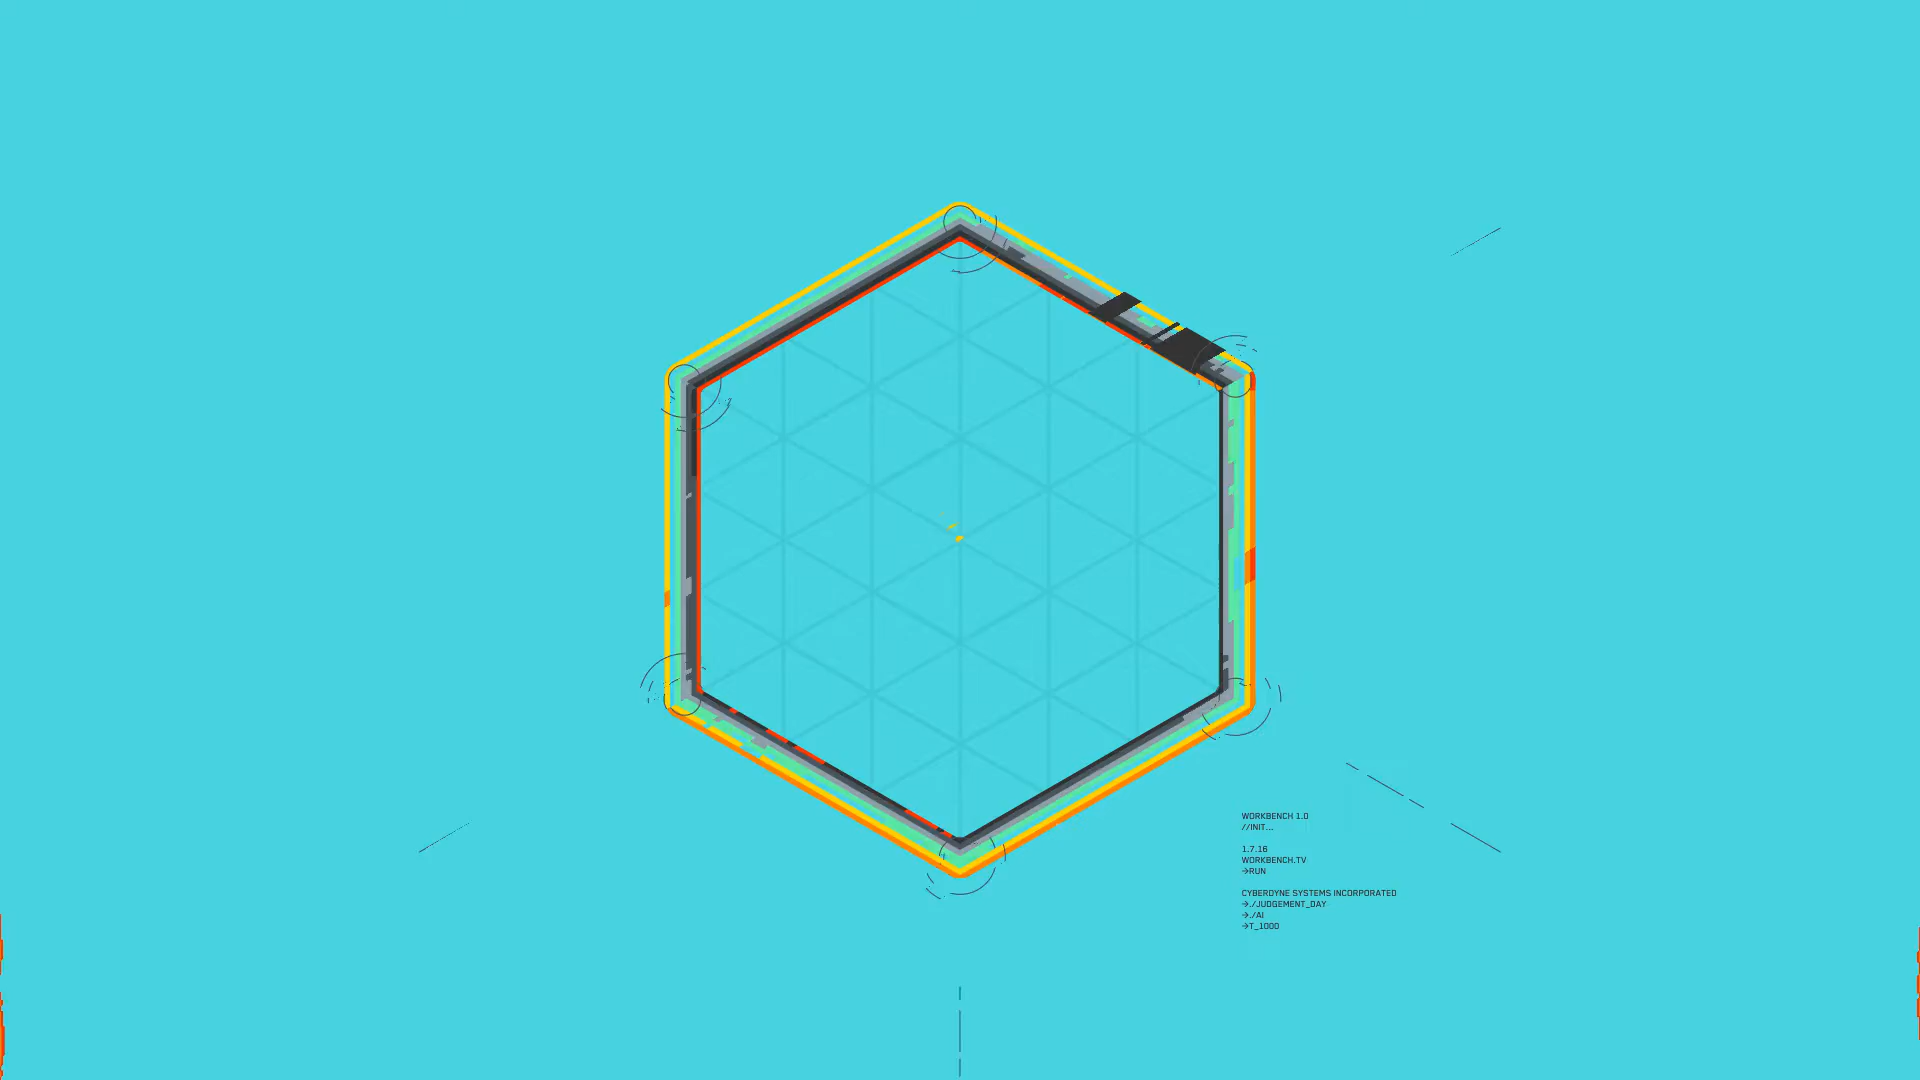 WORKBENCH 1.0
//INIT...
1.7.16
WORKBENCH.TV
→RUN
CYBERDYNE SYSTEMS INCORPORATED
→./JUDGEMENT_DAY
→./AI
→T_1000